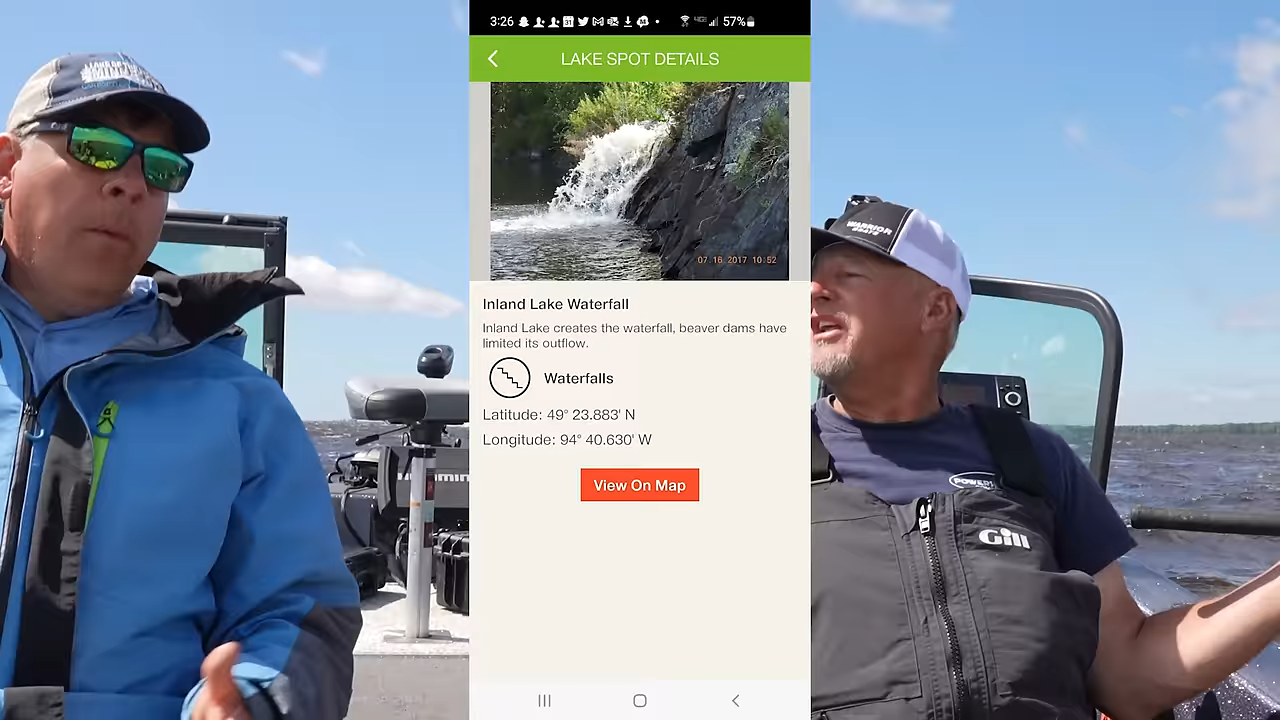 3:26
57%
LAKE SPOT DETAILS
07 16 2017 10:52
Inland Lake Waterfall
Inland Lake creates the waterfall, beaver dams have
limited its outflow.
Waterfalls
Latitude: 49° 23.883' N
Longitude: 94° 40.630' W
View On Map
WARRIOR
BOATS
Gill